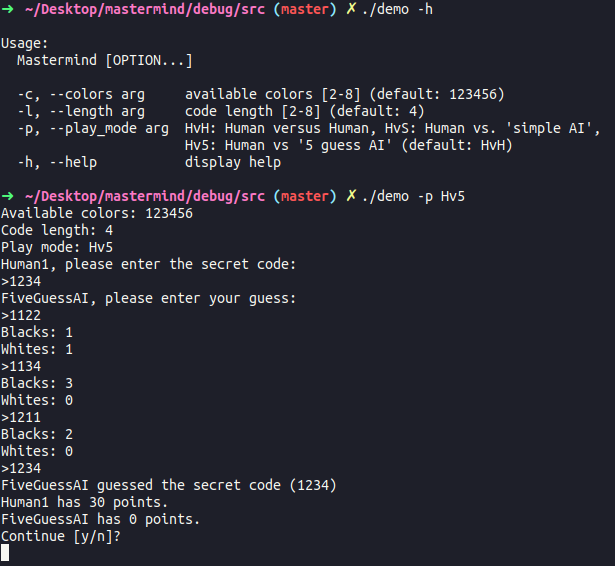 ➜ ~/Desktop/mastermind/debug/src (master) ✗ ./demo -h
Usage:
Mastermind [OPTION...]
-c, --colors arg available colors [2-8] (default: 123456)
-l, --length arg code length [2-8] (default: 4)
-p, --play_mode arg HvH: Human versus Human, HvS: Human vs. 'simple AI',
Hv5: Human vs '5 guess AI' (default: HvH)
-h, --help display help
➜ ~/Desktop/mastermind/debug/src (master) ✗ ./demo -p Hv5
Available colors: 123456
Code length: 4
Play mode: Hv5
Human1, please enter the secret code:
>1234
FiveGuessAI, please enter your guess:
>1122
Blacks: 1
Whites: 1
>1134
Blacks: 3
Whites: 0
>1211
Blacks: 2
Whites: 0
>1234
FiveGuessAI guessed the secret code (1234)
Human1 has 30 points.
FiveGuessAI has 0 points.
Continue [y/n]?